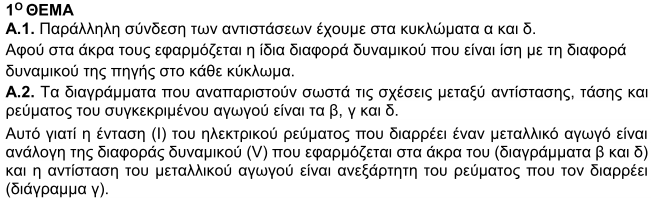 1Ο ΘΕΜΑ
Α.1. Παράλληλη σύνδεση των αντιστάσεων έχουμε στα κυκλώματα α και δ.
Αφού στα άκρα τους εφαρμόζεται η ίδια διαφορά δυναμικού που είναι ίση με τη διαφορά
δυναμικού της πηγής στο κάθε κύκλωμα.
Α.2. Τα διαγράμματα που αναπαριστούν σωστά τις σχέσεις μεταξύ αντίστασης, τάσης και
ρεύματος του συγκεκριμένου αγωγού είναι τα β, γ και δ.
Αυτό γιατί η ένταση (Ι) του ηλεκτρικού ρεύματος που διαρρέει έναν μεταλλικό αγωγό είναι
ανάλογη της διαφοράς δυναμικού (V) που εφαρμόζεται στα άκρα του (διαγράμματα β και δ)
και η αντίσταση του μεταλλικού αγωγού είναι ανεξάρτητη του ρεύματος που τον διαρρέει
(διάγραμμα γ).